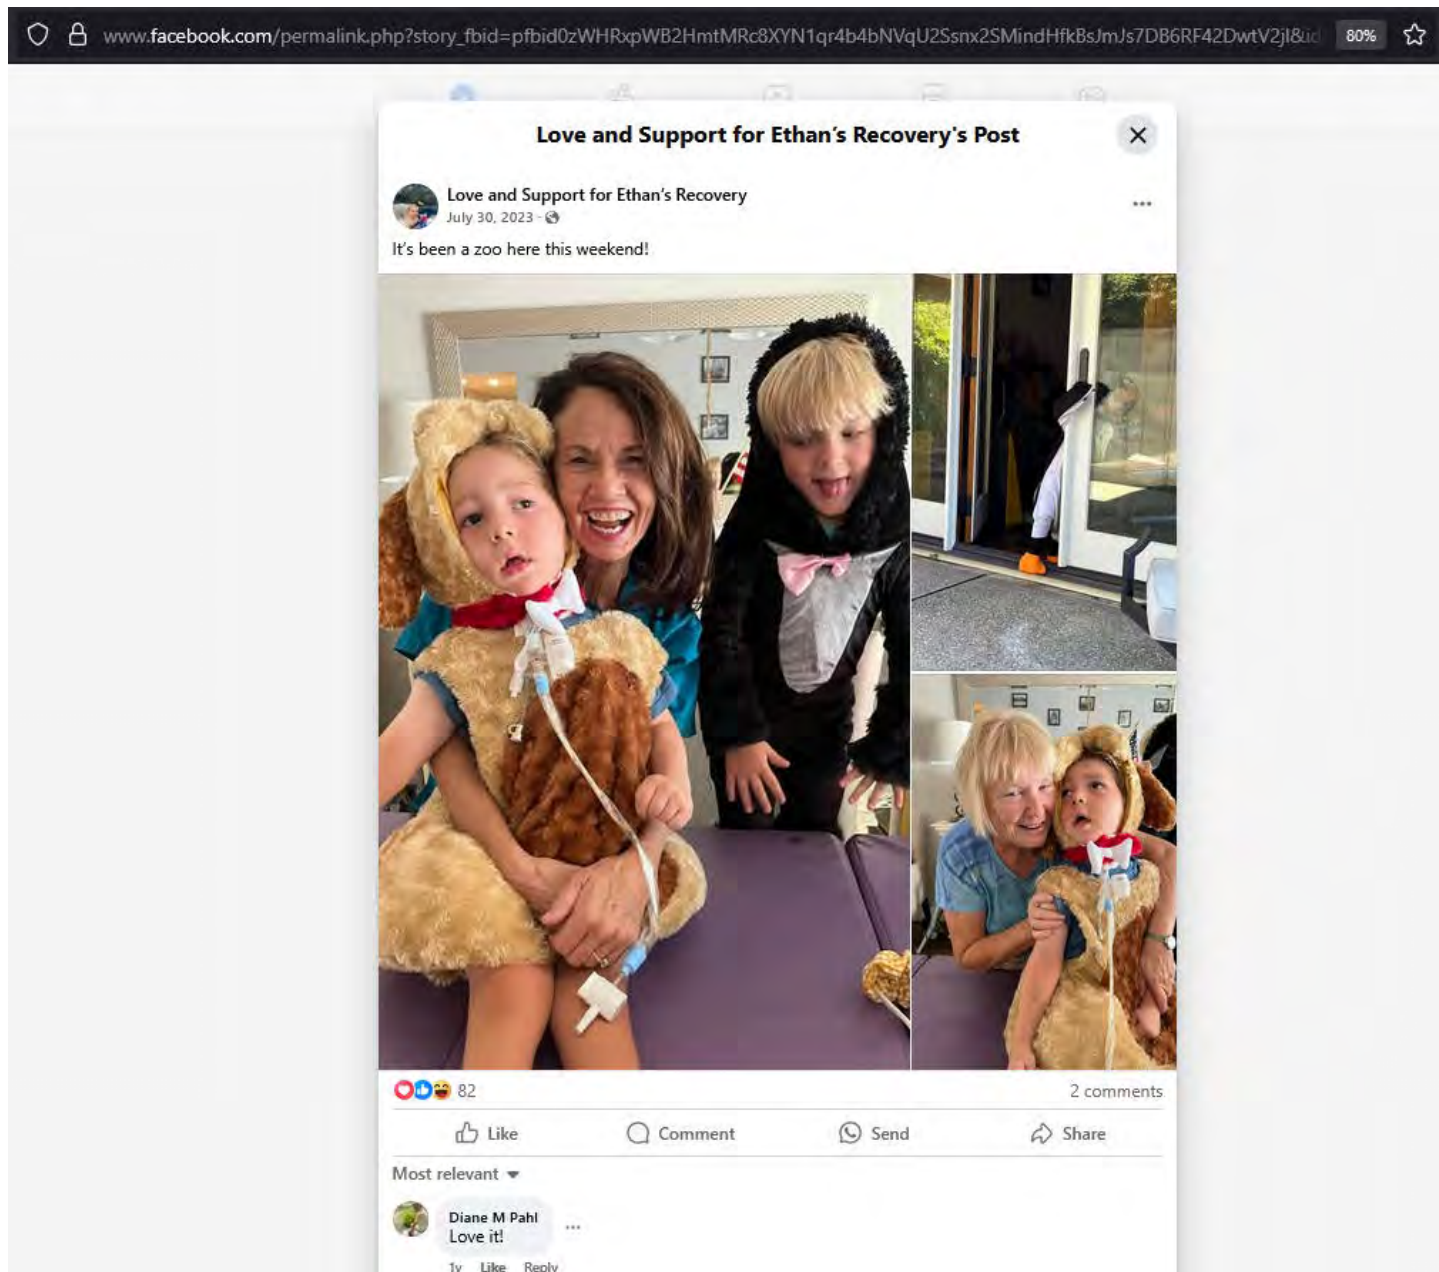 www.facebook.com/permalink.php?story_fbid=pfbid0zWHRxpWB2HmtMRc8XYN1qr4b4bNVqU2Ssnx2SMindHfkBsJmJs7DB6RF42DwtV2jl&id 80%
Love and Support for Ethan’s Recovery's Post
Love and Support for Ethan’s Recovery
July 30, 2023 ·
It's been a zoo here this weekend!
82 2 comments
Like Comment Send Share
Most relevant
Diane M Pahl
Love it!
1y Like Reply